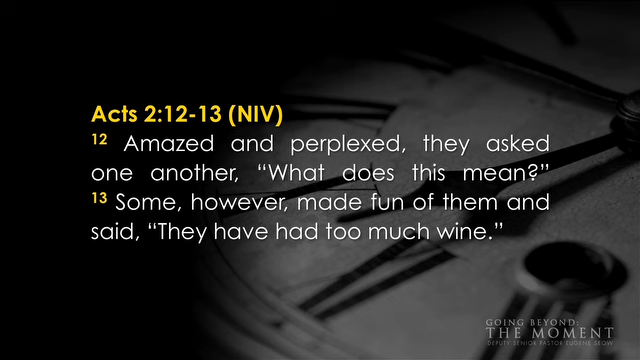 Acts 2:12-13 (NIV)
12 Amazed and perplexed, they asked
one another, “What does this mean?”
13 Some, however, made fun of them and
said, “They have had too much wine.”
GOING BEYOND:
THE MOMENT
DEPUTY SENIOR PASTOR EUGENE SEOW